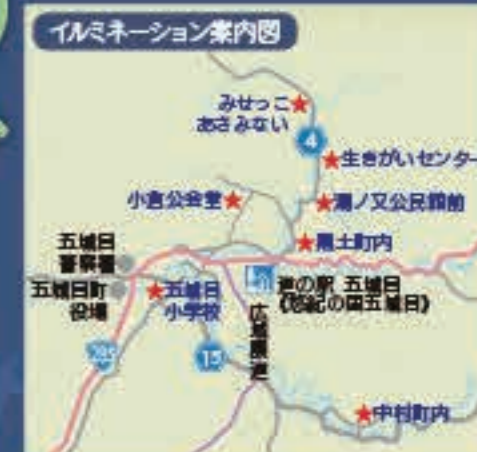 イルミネーション案内図
みせっこ
あさみない
4
生きがいセンター
小倉公会堂
湯ノ又公民館前
黒土町内
五城目
警察署
五城目町
役場
五城目
小学校
道の駅 五城目
《悠紀の国五城目》
広域農道
285
15
中村町内